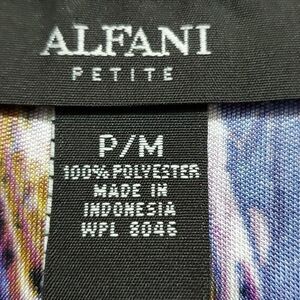 ALFANI
PETITE
P/M
100% POLYESTER
MADE IN
INDONESIA
WPL 8046